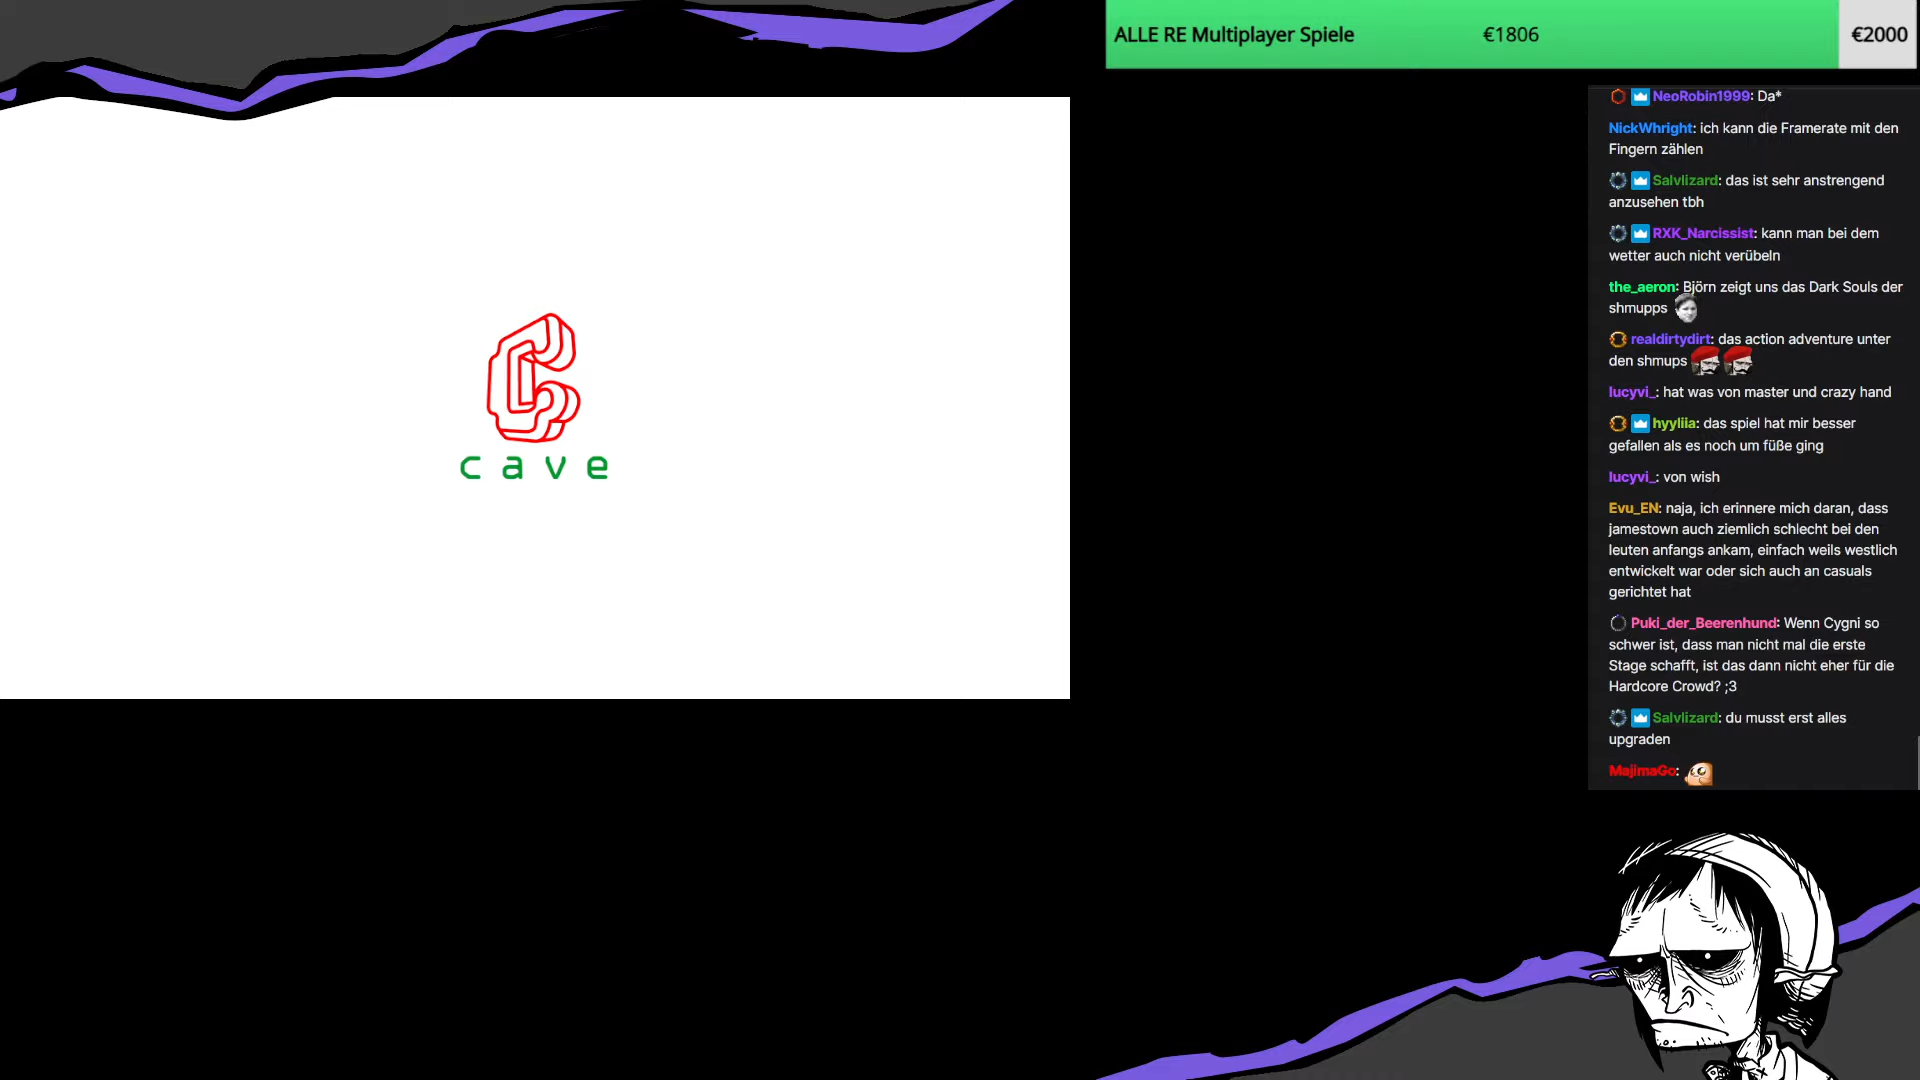 ALLE RE Multiplayer Spiele €1806 €2000
NeoRobin1999: Da*
NickWhright: ich kann die Framerate mit den
Fingern zählen
Salvlizard: das ist sehr anstrengend
anzusehen tbh
RXK_Narcissist: kann man bei dem
wetter auch nicht verübeln
the_aeron: Björn zeigt uns das Dark Souls der
shmupps
realdirtydirt: das action adventure unter
den shmups
lucyvi_: hat was von master und crazy hand
hyyliia: das spiel hat mir besser
gefallen als es noch um füße ging
lucyvi_: von wish
Evu_EN: naja, ich erinnere mich daran, dass
jamestown auch ziemlich schlecht bei den
leuten anfangs ankam, einfach weils westlich
entwickelt war oder sich auch an casuals
gerichtet hat
Puki_der_Beerenhund: Wenn Cygni so
schwer ist, dass man nicht mal die erste
Stage schafft, ist das dann nicht eher für die
Hardcore Crowd? ;3
Salvlizard: du musst erst alles
upgraden
MajimaGo:
C
cave